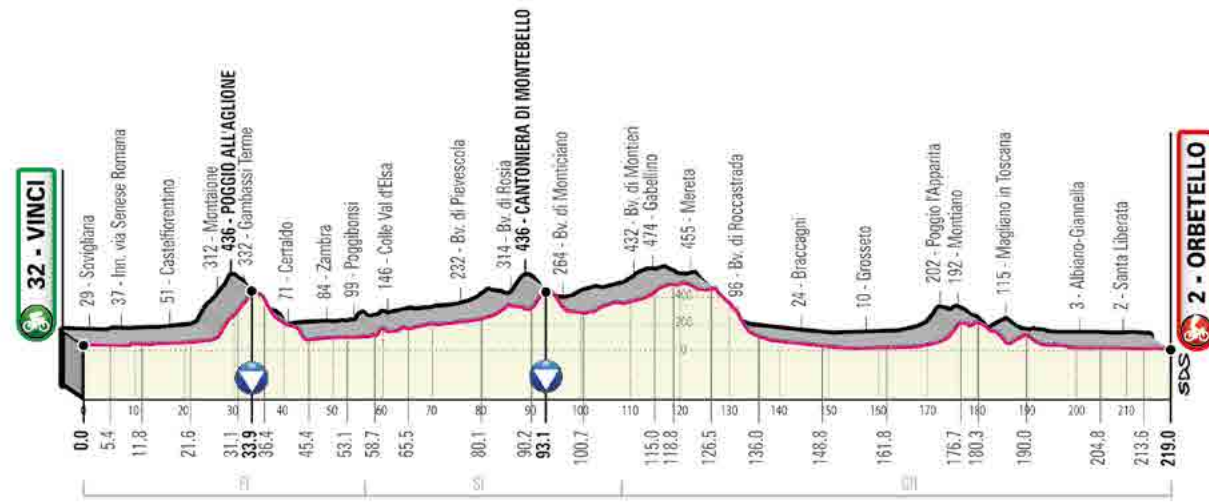 32 - VINCI
29 - Sovigliana
37 - Inn. via Senese Romana
51 - Castelfiorentino
312 - Montaione
436 - POGGIO ALL'AGLIONE
332 - Gambassi Terme
71 - Certaldo
84 - Zambra
99 - Poggibonsi
146 - Colle Val d'Elsa
232 - Bv. di Pievescola
314 - Bv. di Rosia
436 - CANTONIERA DI MONTEBELLO
264 - Bv. di Monticiano
432 - Bv. di Montieri
474 - Gabellino
455 - Mereta
96 - Bv. di Roccastrada
24 - Braccagni
10 - Grosseto
202 - Poggio l'Apparita
192 - Montiano
115 - Magliano in Toscana
3 - Albiano-Giannella
2 - Santa Liberata
2 - ORBETELLO
400
200
0
SDS
0 10 20 30 40 50 60 70 80 90 100 110 120 130 140 150 160 170 180 190 200 210
0.0 5.4 11.8 21.6 31.1 33.9 36.4 45.4 53.1 58.7 65.5 80.1 90.2 93.1 100.7 115.0 118.8 126.5 136.0 148.8 161.8 176.7 180.3 190.0 204.8 213.6 219.0
FI SI GR